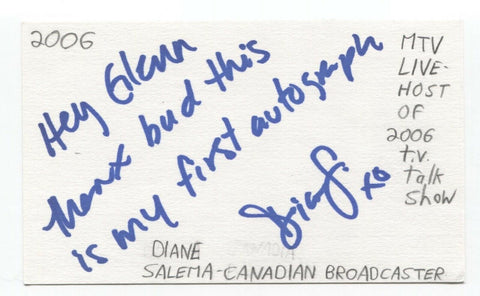 2006
Hey Glenn
Thanx bud this
is my first autograph
Diane S. xo
MTV
LIVE-
HOST
OF
2006
t.v.
talk
show
DIANE
SALEMA-CANADIAN BROADCASTER